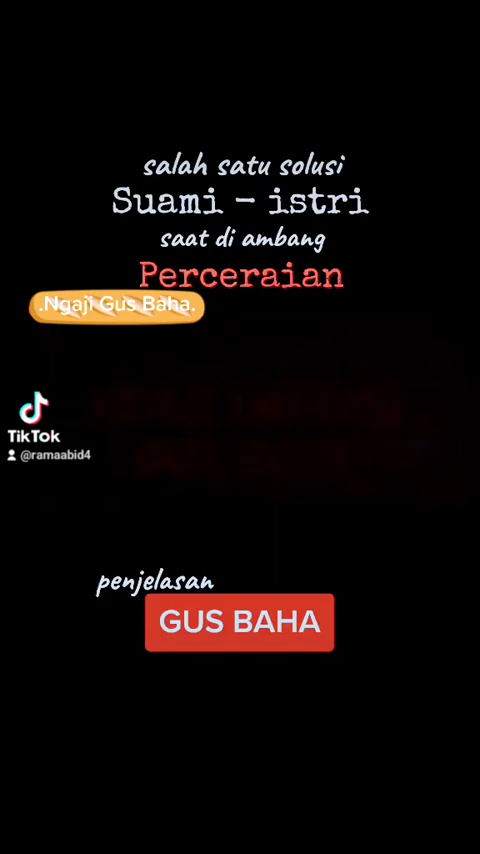 salah satu solusi
Suami - istri
saat di ambang
Perceraian
.Ngaji Gus Baha.
TikTok
@ramaabid4
penjelasan
GUS BAHA